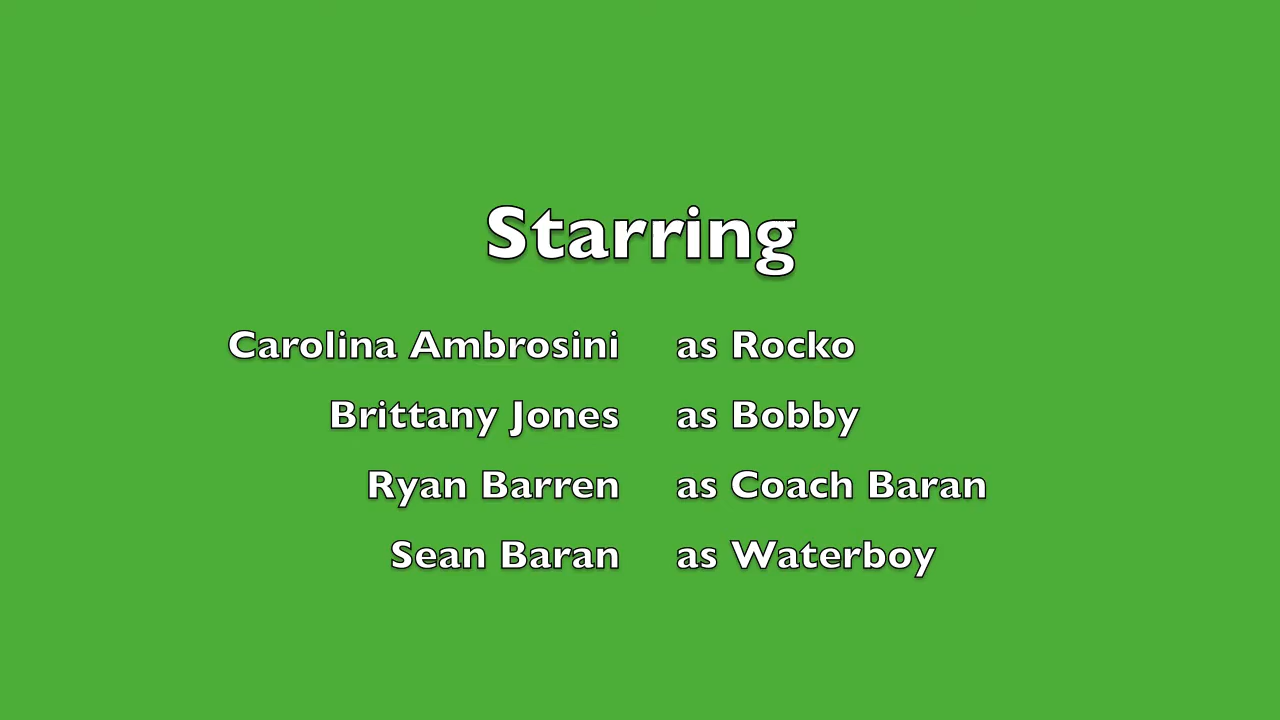 Starring
Carolina Ambrosini as Rocko
Brittany Jones as Bobby
Ryan Barren as Coach Baran
Sean Baran as Waterboy